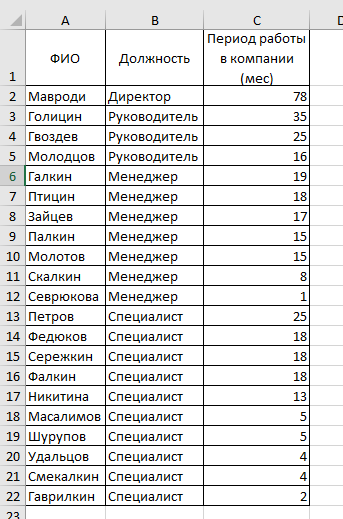 A B C D
1 ФИО Должность Период работы в компании (мес)
2 Мавроди Директор 78
3 Голицин Руководитель 35
4 Гвоздев Руководитель 25
5 Молодцов Руководитель 16
6 Галкин Менеджер 19
7 Птицин Менеджер 18
8 Зайцев Менеджер 17
9 Палкин Менеджер 15
10 Молотов Менеджер 15
11 Скалкин Менеджер 8
12 Севрюкова Менеджер 1
13 Петров Специалист 25
14 Федюков Специалист 18
15 Сережкин Специалист 18
16 Фалкин Специалист 18
17 Никитина Специалист 13
18 Масалимов Специалист 5
19 Шурупов Специалист 5
20 Удальцов Специалист 4
21 Смекалкин Специалист 4
22 Гаврилкин Специалист 2
23